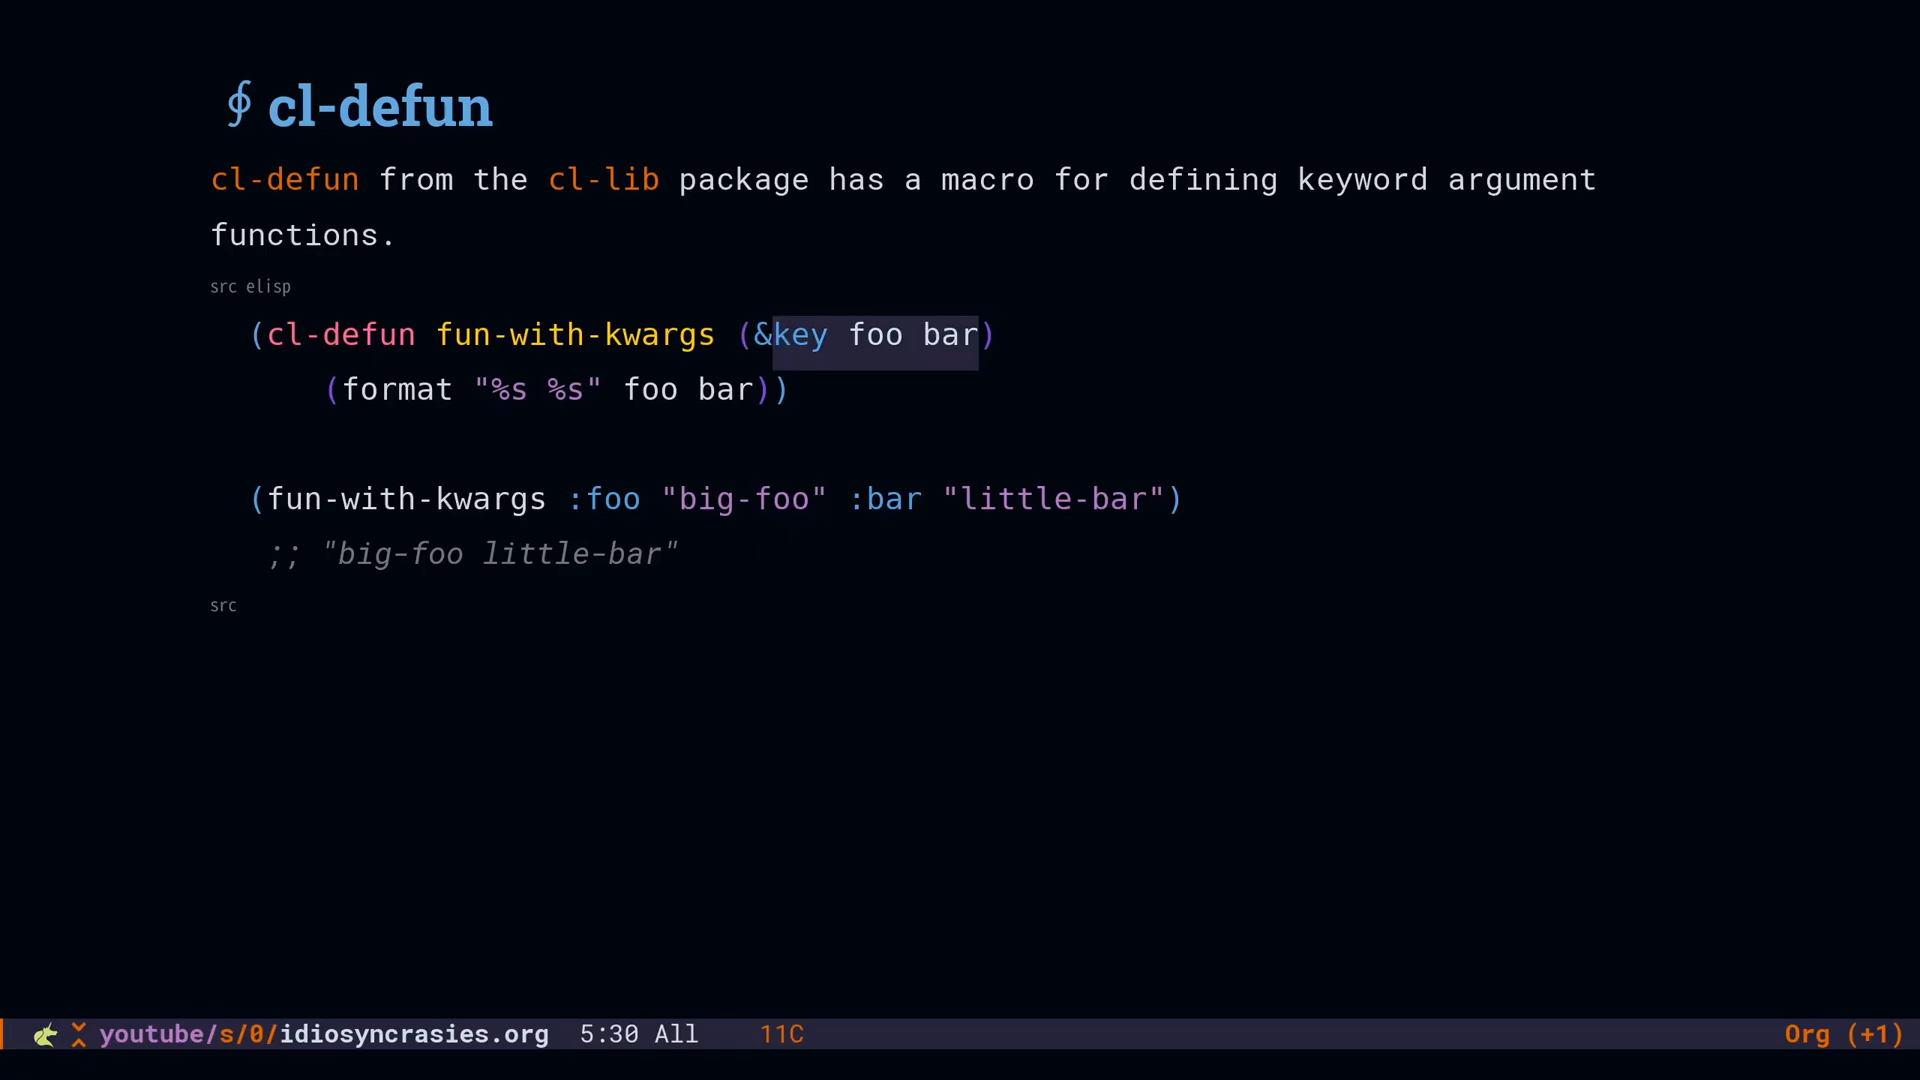 ∮ cl-defun
cl-defun from the cl-lib package has a macro for defining keyword argument
functions.
src elisp
(cl-defun fun-with-kwargs (&key foo bar)
(format "%s %s" foo bar))
(fun-with-kwargs :foo "big-foo" :bar "little-bar")
;; "big-foo little-bar"
src
youtube/s/0/idiosyncrasies.org 5:30 All 11C Org (+1)